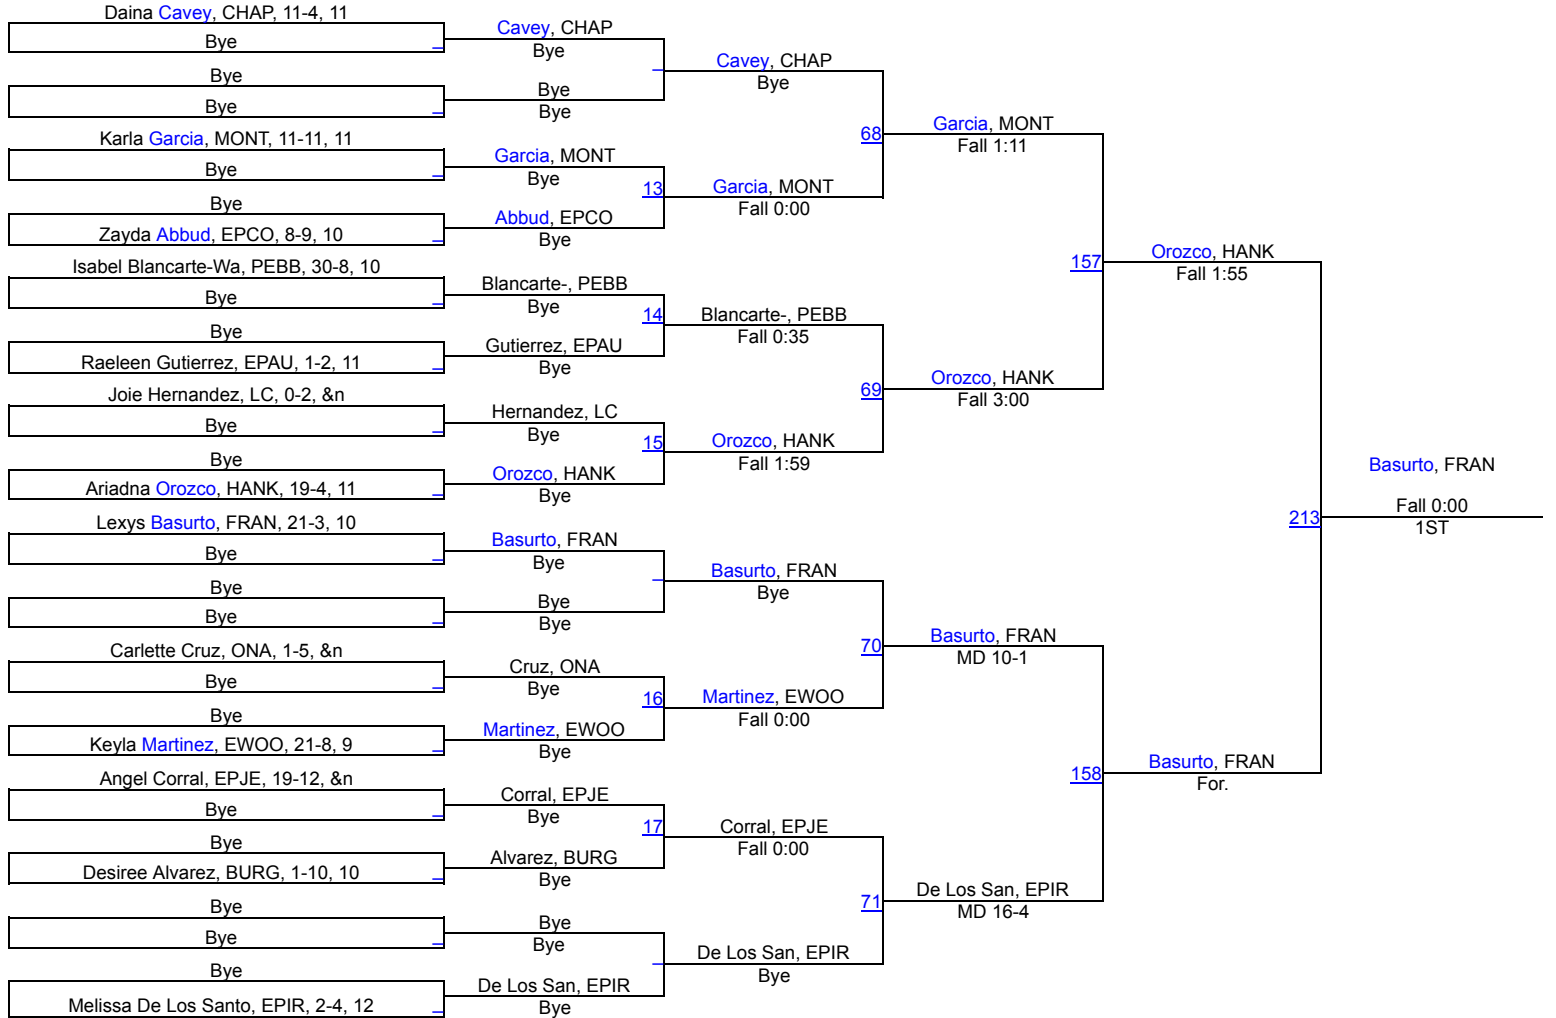 Daina Cavey, CHAP, 11-4, 11
Bye
Bye
Bye
Karla Garcia, MONT, 11-11, 11
Bye
Bye
Zayda Abbud, EPCO, 8-9, 10
Isabel Blancarte-Wa, PEBB, 30-8, 10
Bye
Bye
Raeleen Gutierrez, EPAU, 1-2, 11
Joie Hernandez, LC, 0-2, &n
Bye
Bye
Ariadna Orozco, HANK, 19-4, 11
Lexys Basurto, FRAN, 21-3, 10
Bye
Bye
Bye
Carlette Cruz, ONA, 1-5, &n
Bye
Bye
Keyla Martinez, EWOO, 21-8, 9
Angel Corral, EPJE, 19-12, &n
Bye
Bye
Desiree Alvarez, BURG, 1-10, 10
Bye
Bye
Bye
Melissa De Los Santo, EPIR, 2-4, 12
Cavey, CHAP
Bye
Bye
Bye
Garcia, MONT
Bye
13
Abbud, EPCO
Bye
Blancarte-, PEBB
Bye
14
Gutierrez, EPAU
Bye
Hernandez, LC
Bye
15
Orozco, HANK
Bye
Basurto, FRAN
Bye
Bye
Bye
Cruz, ONA
Bye
16
Martinez, EWOO
Bye
Corral, EPJE
Bye
17
Alvarez, BURG
Bye
Bye
Bye
De Los San, EPIR
Bye
Cavey, CHAP
Bye
68
Garcia, MONT
Fall 0:00
Blancarte-, PEBB
Fall 0:35
69
Orozco, HANK
Fall 1:59
Basurto, FRAN
Bye
70
Martinez, EWOO
Fall 0:00
Corral, EPJE
Fall 0:00
71
De Los San, EPIR
Bye
Garcia, MONT
Fall 1:11
157
Orozco, HANK
Fall 3:00
Basurto, FRAN
MD 10-1
158
De Los San, EPIR
MD 16-4
Orozco, HANK
Fall 1:55
213
Basurto, FRAN
For.
Basurto, FRAN
Fall 0:00
1ST